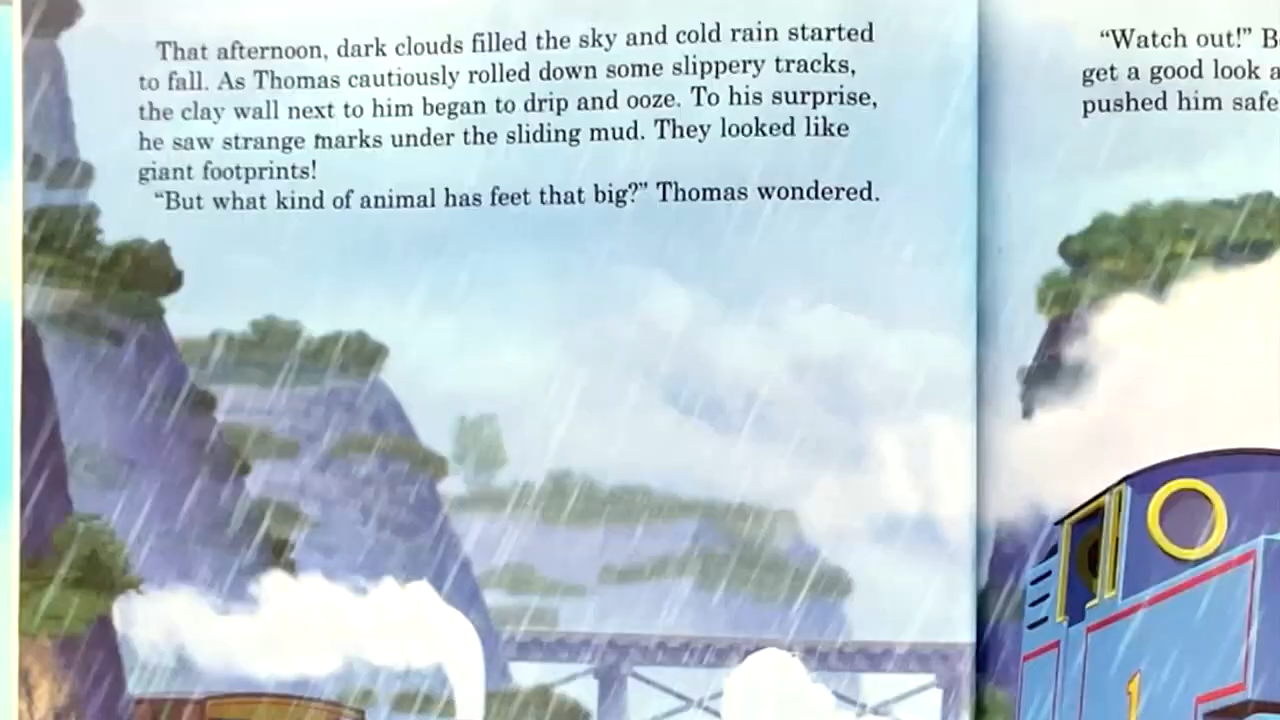 That afternoon, dark clouds filled the sky and cold rain started
to fall. As Thomas cautiously rolled down some slippery tracks,
the clay wall next to him began to drip and ooze. To his surprise,
he saw strange marks under the sliding mud. They looked like
giant footprints!
“But what kind of animal has feet that big?” Thomas wondered.
“Watch out!”
get a good look
pushed him
1